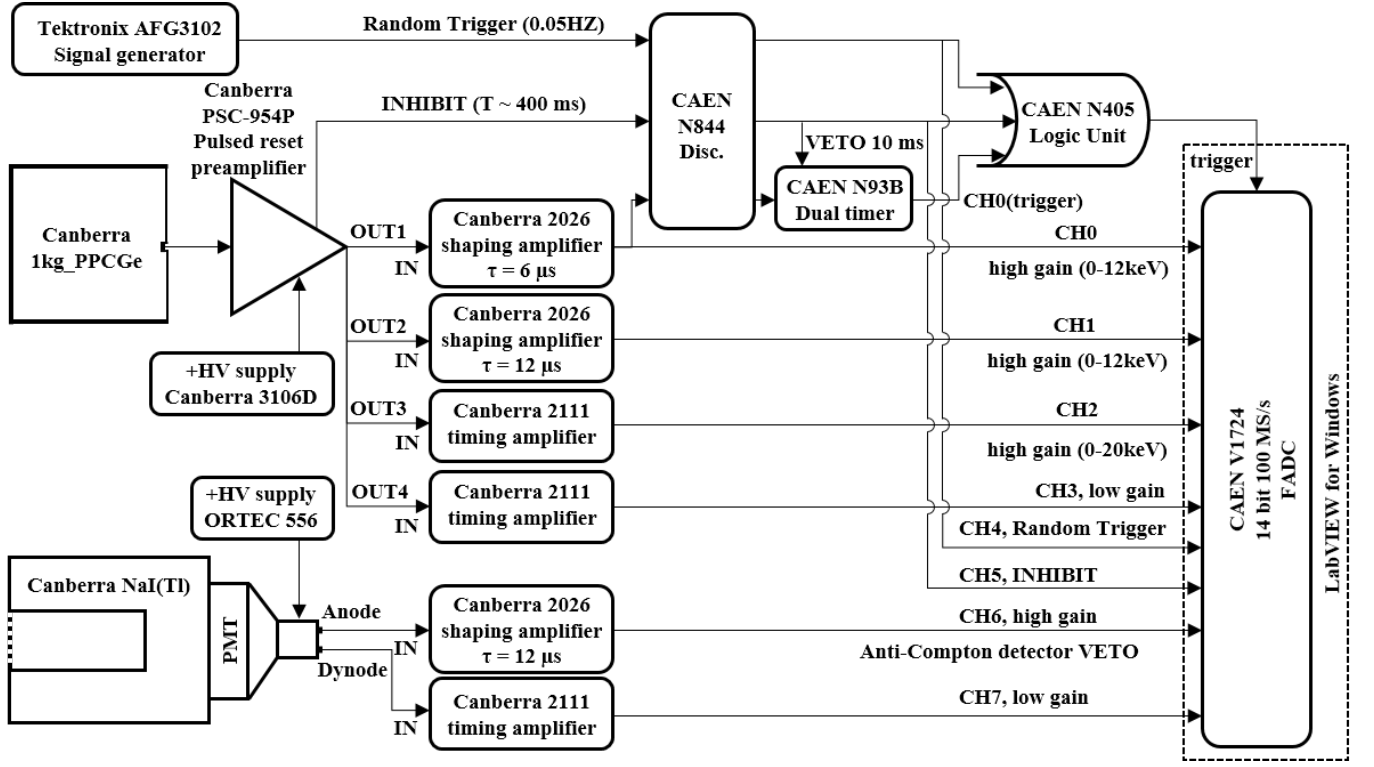 Tektronix AFG3102
Signal generator
Random Trigger (0.05HZ)
Canberra
PSC-954P
Pulsed reset
preamplifier
INHIBIT (T ~ 400 ms)
CAEN
N844
Disc.
CAEN N405
Logic Unit
VETO 10 ms
CAEN N93B
Dual timer
CH0(trigger)
trigger
Canberra
1kg_PPCGe
OUT1
IN
Canberra 2026
shaping amplifier
τ = 6 μs
CH0
high gain (0-12keV)
OUT2
IN
Canberra 2026
shaping amplifier
τ = 12 μs
CH1
high gain (0-12keV)
+HV supply
Canberra 3106D
OUT3
IN
Canberra 2111
timing amplifier
CH2
high gain (0-20keV)
OUT4
IN
Canberra 2111
timing amplifier
CH3, low gain
CH4, Random Trigger
CH5, INHIBIT
+HV supply
ORTEC 556
Canberra NaI(Tl)
PMT
Anode
IN
Dynode
Canberra 2026
shaping amplifier
τ = 12 μs
CH6, high gain
Anti-Compton detector VETO
IN
Canberra 2111
timing amplifier
CH7, low gain
CAEN V1724
14 bit 100 MS/s
FADC
LabVIEW for Windows